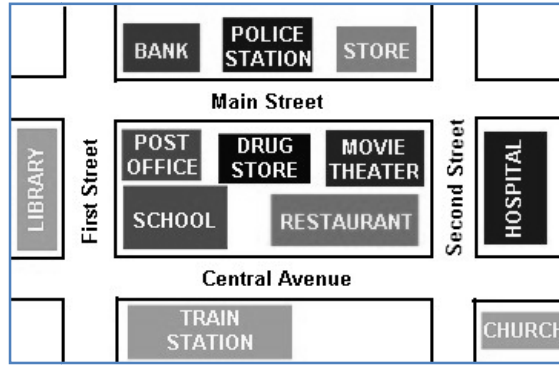 BANK
POLICE
STATION
STORE
Main Street
LIBRARY
First Street
POST
OFFICE
DRUG
STORE
MOVIE
THEATER
Second Street
HOSPITAL
SCHOOL
RESTAURANT
Central Avenue
TRAIN
STATION
CHURCH